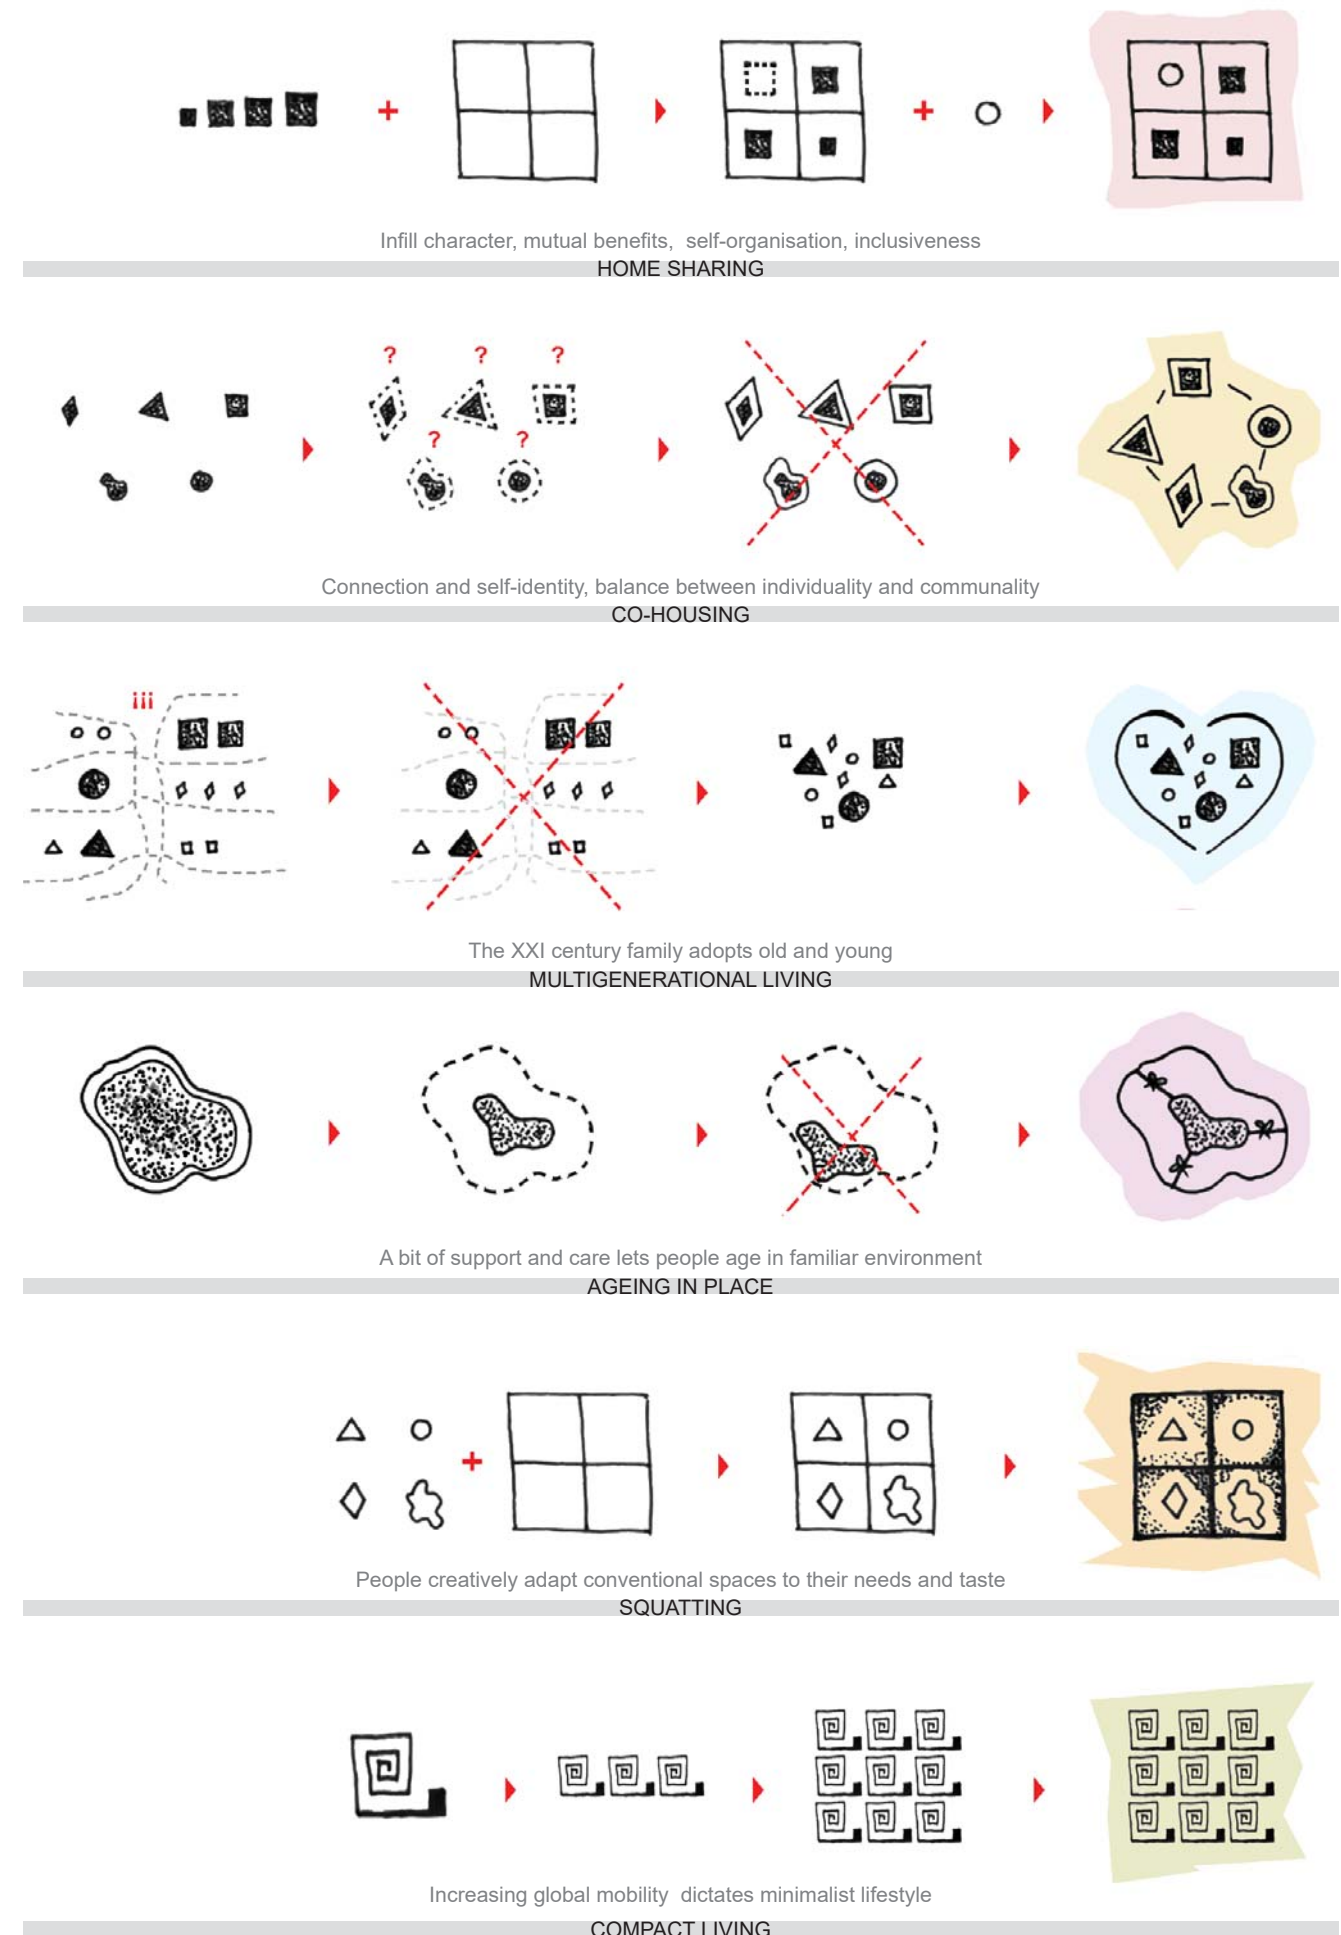 +
+
Infill character, mutual benefits, self-organisation, inclusiveness
HOME SHARING
? ? ?
? ?
Connection and self-identity, balance between individuality and communality
CO-HOUSING
¡¡¡
The XXI century family adopts old and young
MULTIGENERATIONAL LIVING
A bit of support and care lets people age in familiar environment
AGEING IN PLACE
+
People creatively adapt conventional spaces to their needs and taste
SQUATTING
Increasing global mobility dictates minimalist lifestyle
COMPACT LIVING